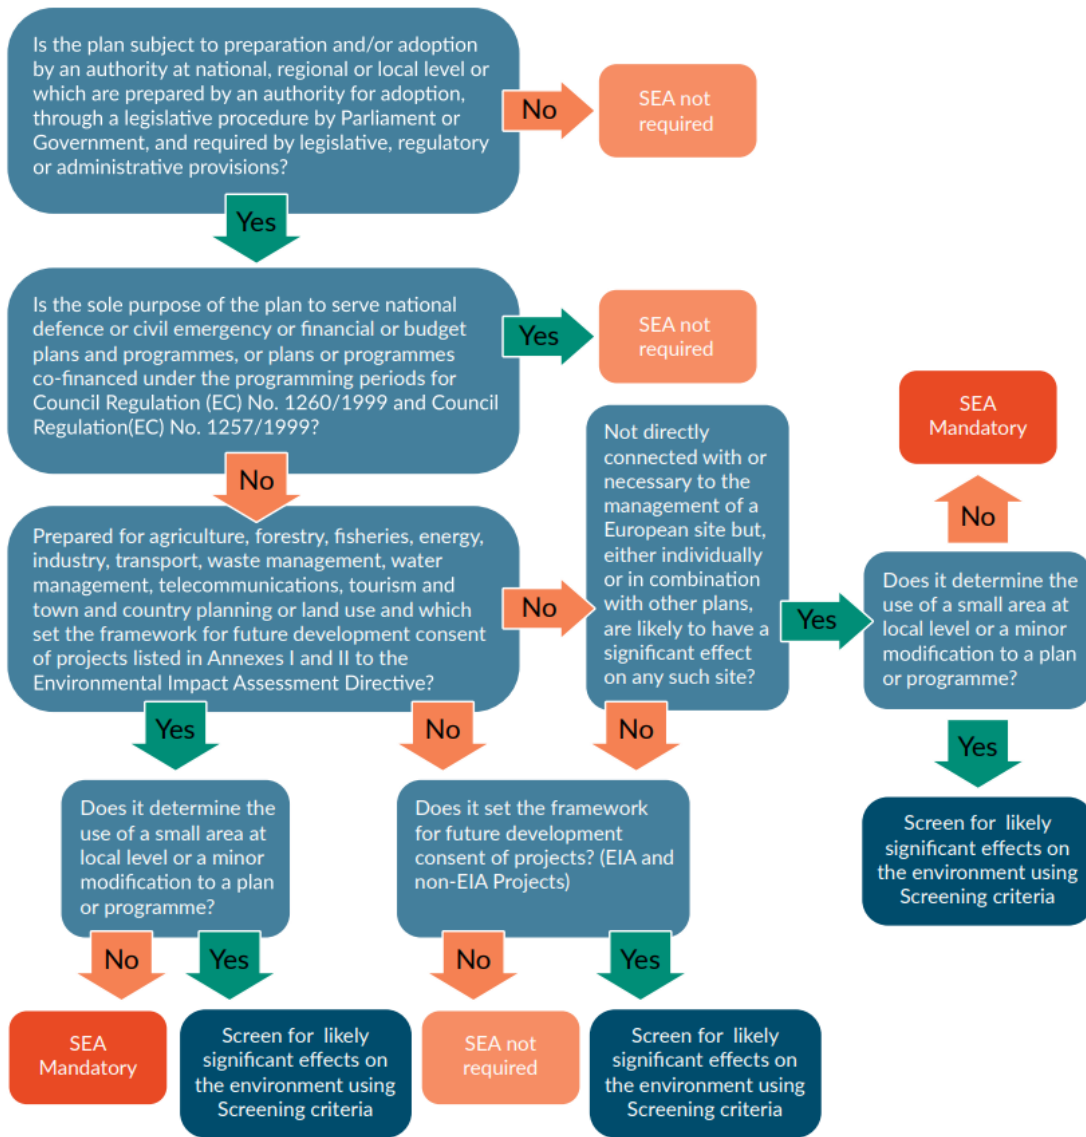 Is the plan subject to preparation and/or adoption
by an authority at national, regional or local level or
which are prepared by an authority for adoption,
through a legislative procedure by Parliament or
Government, and required by legislative, regulatory
or administrative provisions?
No
SEA not
required
Yes
Is the sole purpose of the plan to serve national
defence or civil emergency or financial or budget
plans and programmes, or plans or programmes
co-financed under the programming periods for
Council Regulation (EC) No. 1260/1999 and Council
Regulation(EC) No. 1257/1999?
Yes
SEA not
required
No
Prepared for agriculture, forestry, fisheries, energy,
industry, transport, waste management, water
management, telecommunications, tourism and
town and country planning or land use and which
set the framework for future development consent
of projects listed in Annexes I and II to the
Environmental Impact Assessment Directive?
No
Not directly
connected with or
necessary to the
management of a
European site but,
either individually
or in combination
with other plans,
are likely to have a
significant effect
on any such site?
Yes
SEA
Mandatory
No
Does it determine the
use of a small area at
local level or a minor
modification to a plan
or programme?
Yes
Screen for likely
significant effects on
the environment using
Screening criteria
Yes
No
No
Does it determine the
use of a small area at
local level or a minor
modification to a plan
or programme?
Does it set the framework
for future development
consent of projects? (EIA and
non-EIA Projects)
No
Yes
No
Yes
SEA
Mandatory
Screen for likely
significant effects on
the environment using
Screening criteria
SEA not
required
Screen for likely
significant effects on
the environment using
Screening criteria